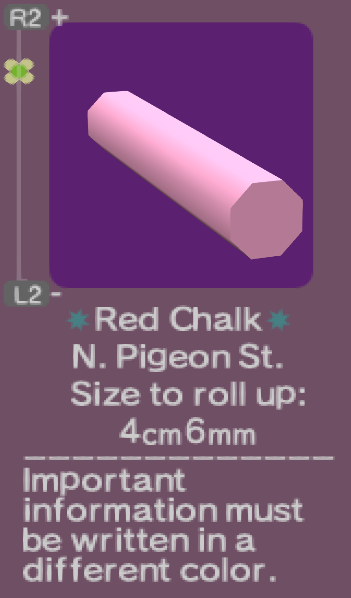 R2 +
L2 -
Red Chalk
N. Pigeon St.
Size to roll up:
4cm6mm
Important
information must
be written in a
different color.